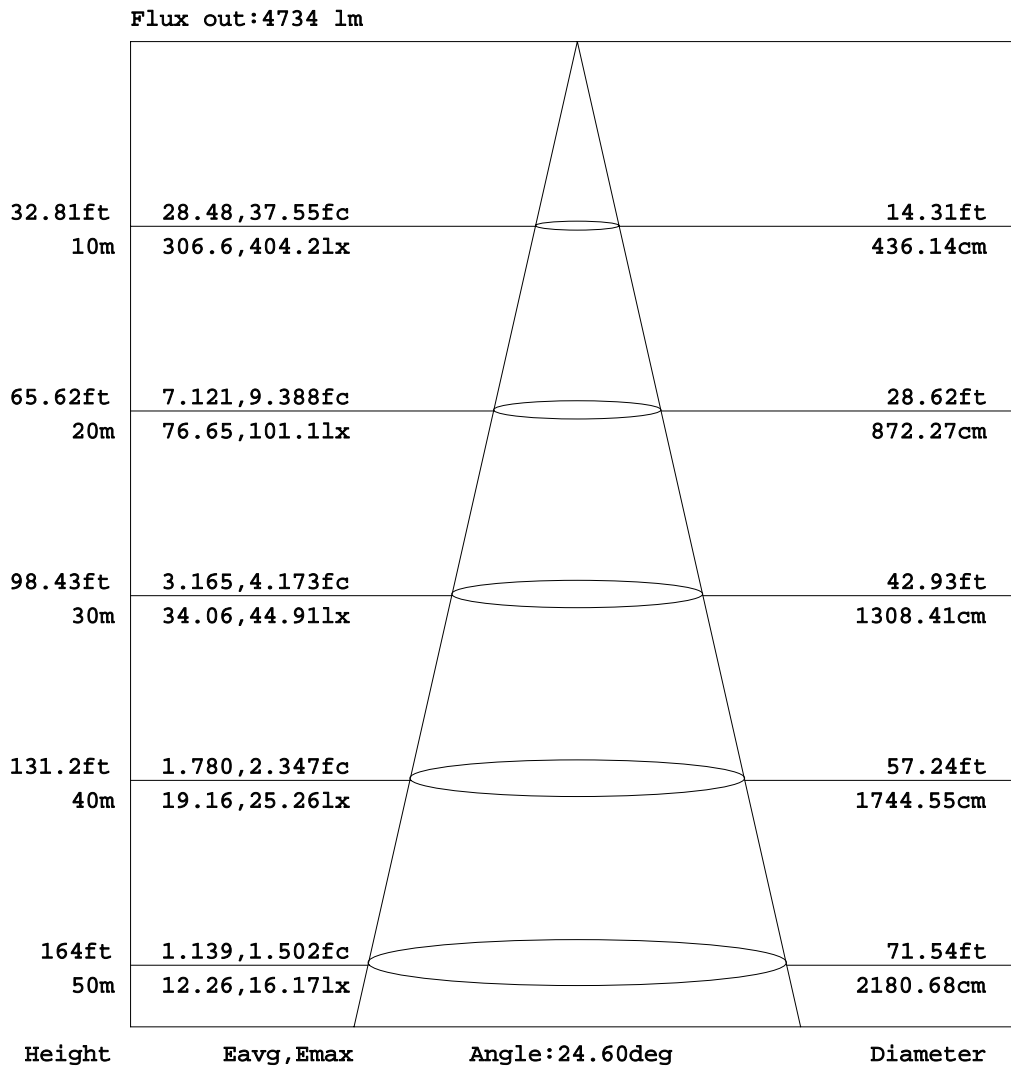 Flux out:4734 lm
32.81ft 28.48,37.55fc 14.31ft
10m 306.6,404.2lx 436.14cm
65.62ft 7.121,9.388fc 28.62ft
20m 76.65,101.1lx 872.27cm
98.43ft 3.165,4.173fc 42.93ft
30m 34.06,44.91lx 1308.41cm
131.2ft 1.780,2.347fc 57.24ft
40m 19.16,25.26lx 1744.55cm
164ft 1.139,1.502fc 71.54ft
50m 12.26,16.17lx 2180.68cm
Height Eavg,Emax Angle:24.60deg Diameter